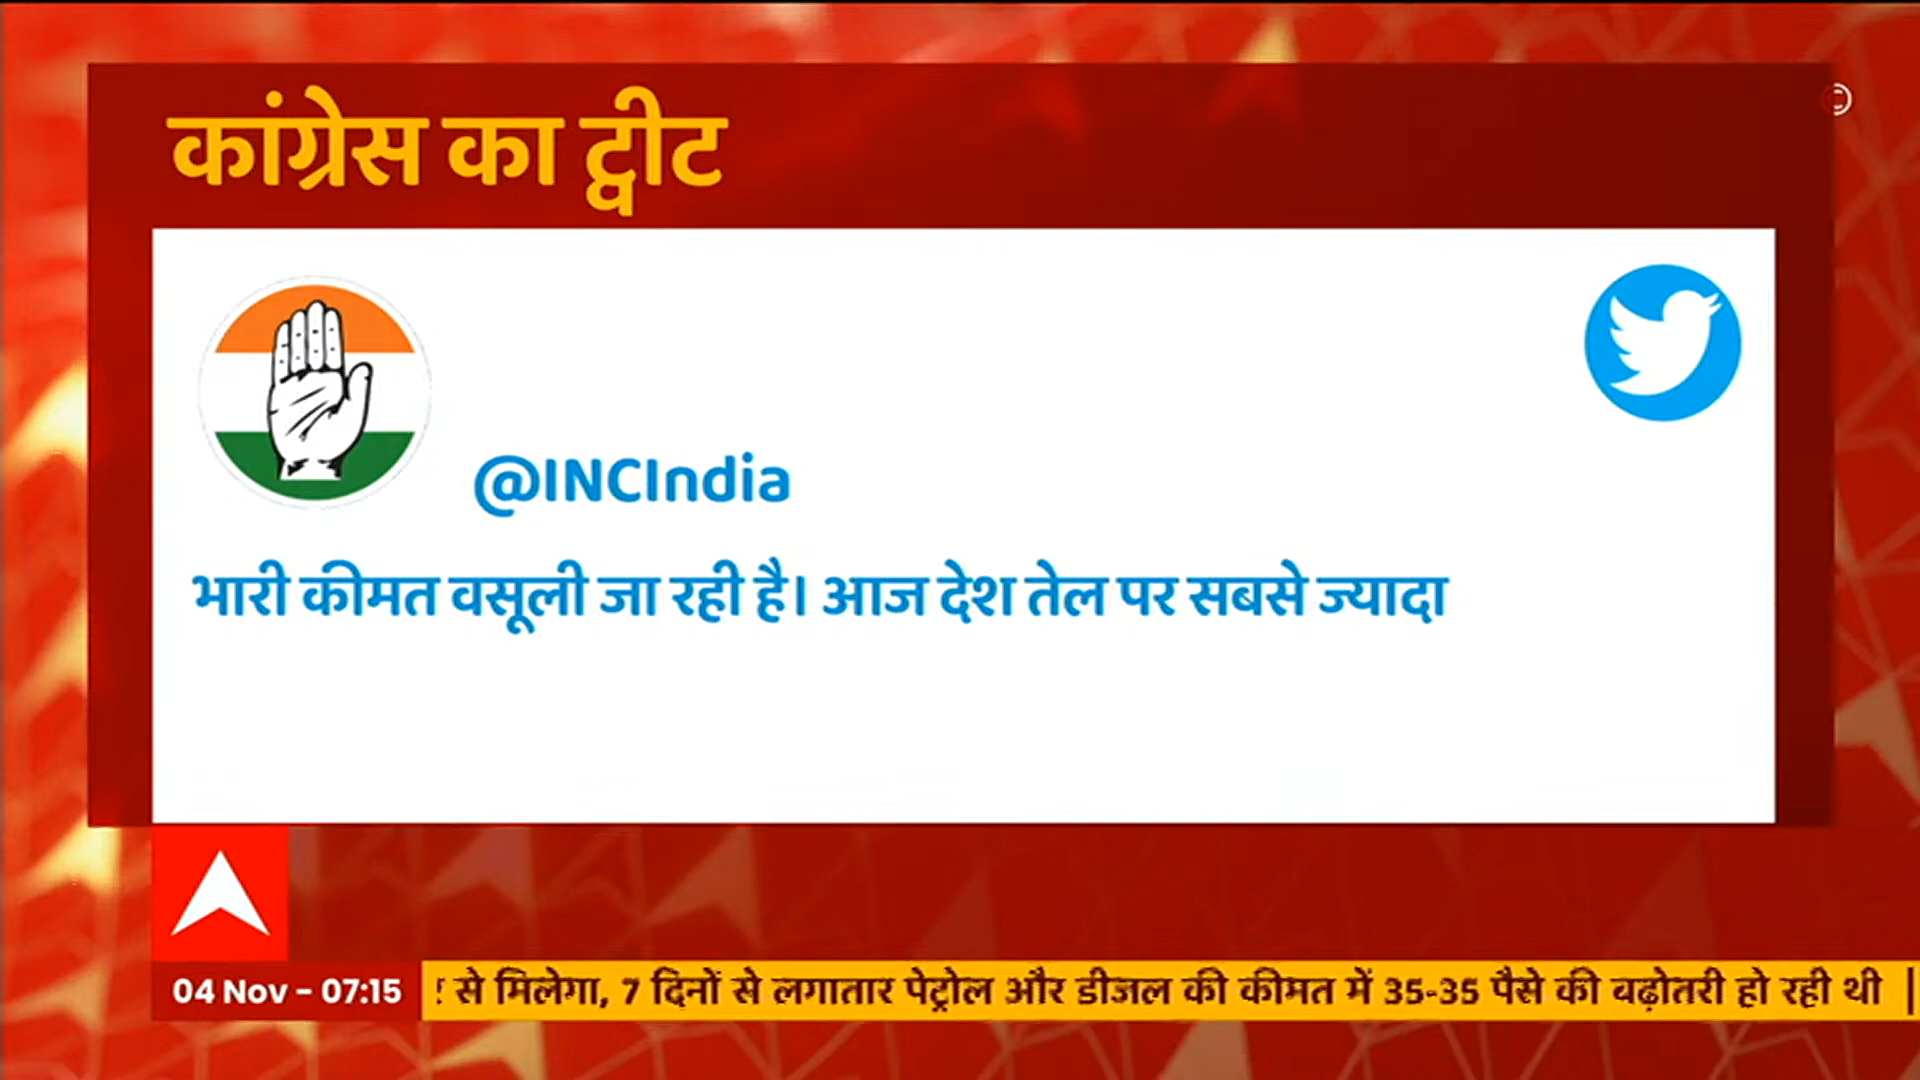 कांग्रेस का ट्वीट
@INCIndia
भारी कीमत वसूली जा रही है। आज देश तेल पर सबसे ज्यादा
04 Nov - 07:15
से मिलेगा, 7 दिनों से लगातार पेट्रोल और डीजल की कीमत में 35-35 पैसे की बढ़ोतरी हो रही थी |